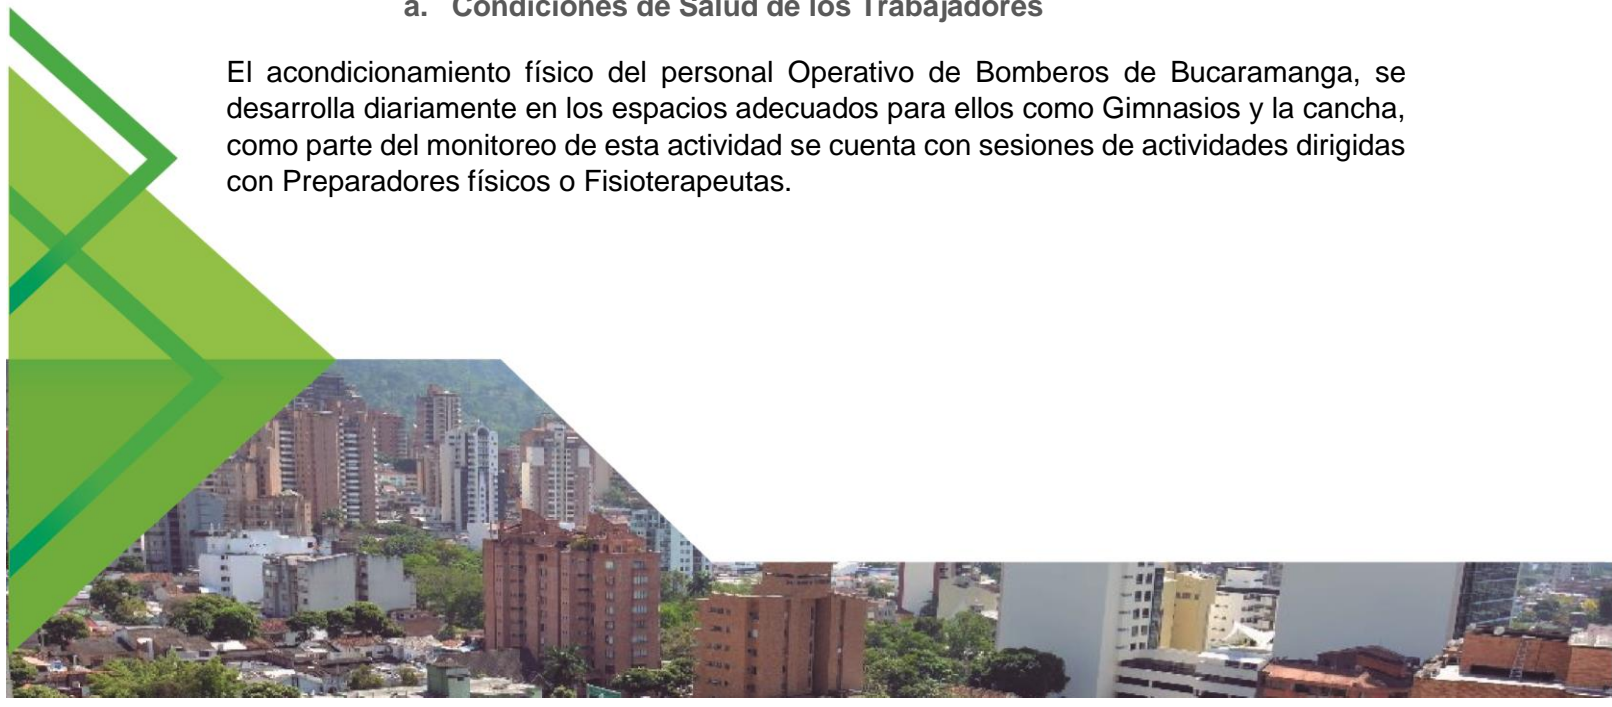 a. Condiciones de Salud de los Trabajadores
El acondicionamiento físico del personal Operativo de Bomberos de Bucaramanga, se
desarrolla diariamente en los espacios adecuados para ellos como Gimnasios y la cancha,
como parte del monitoreo de esta actividad se cuenta con sesiones de actividades dirigidas
con Preparadores físicos o Fisioterapeutas.